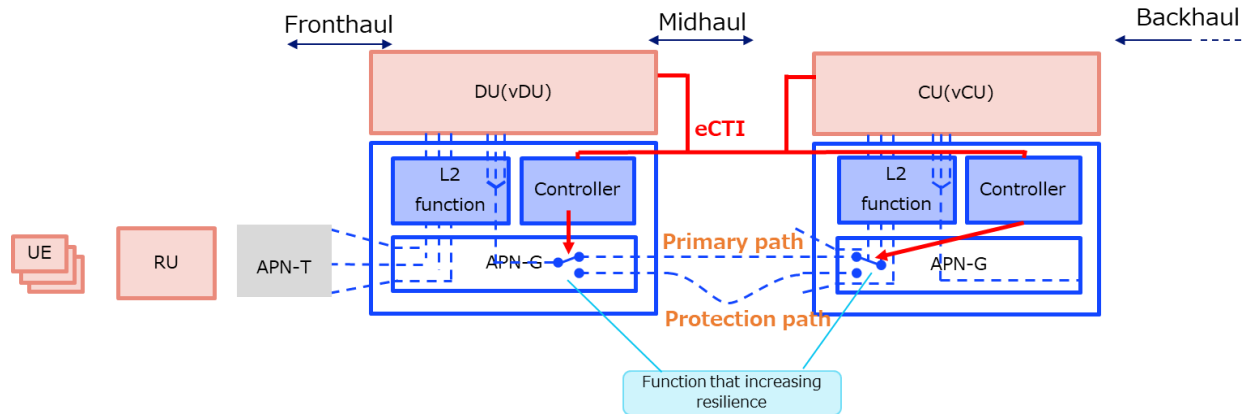 Fronthaul
Midhaul
Backhaul
DU(vDU)
CU(vCU)
eCTI
L2
function
Controller
L2
function
Controller
UE
RU
APN-T
APN-G
Primary path
APN-G
Protection path
Function that increasing
resilience